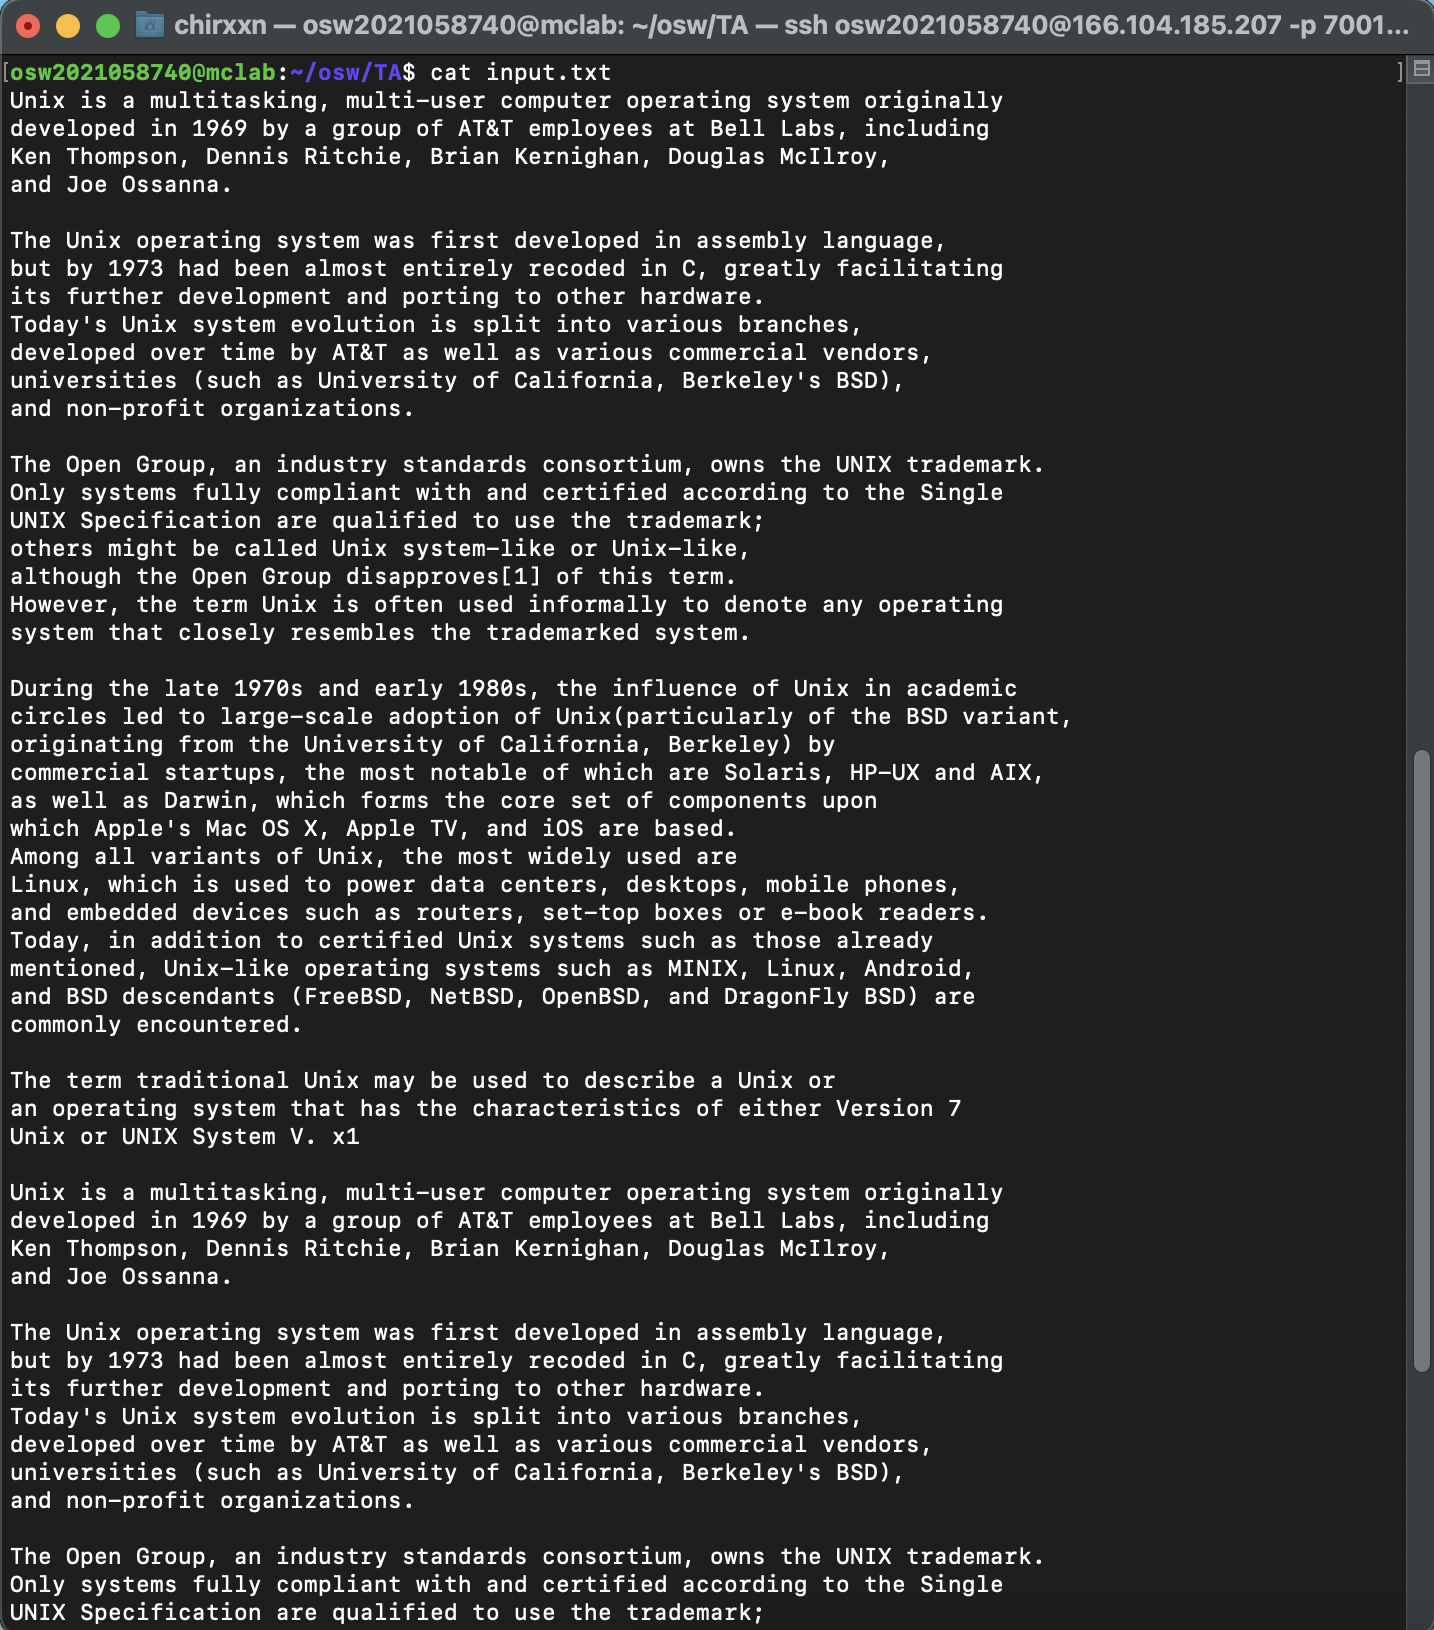 chirxxn — osw2021058740@mclab: ~/osw/TA — ssh osw2021058740@166.104.185.207 -p 7001...
[osw2021058740@mclab:~/osw/TA$ cat input.txt ]
Unix is a multitasking, multi-user computer operating system originally
developed in 1969 by a group of AT&T employees at Bell Labs, including
Ken Thompson, Dennis Ritchie, Brian Kernighan, Douglas McIlroy,
and Joe Ossanna.

The Unix operating system was first developed in assembly language,
but by 1973 had been almost entirely recoded in C, greatly facilitating
its further development and porting to other hardware.
Today's Unix system evolution is split into various branches,
developed over time by AT&T as well as various commercial vendors,
universities (such as University of California, Berkeley's BSD),
and non-profit organizations.

The Open Group, an industry standards consortium, owns the UNIX trademark.
Only systems fully compliant with and certified according to the Single
UNIX Specification are qualified to use the trademark;
others might be called Unix system-like or Unix-like,
although the Open Group disapproves[1] of this term.
However, the term Unix is often used informally to denote any operating
system that closely resembles the trademarked system.

During the late 1970s and early 1980s, the influence of Unix in academic
circles led to large-scale adoption of Unix(particularly of the BSD variant,
originating from the University of California, Berkeley) by
commercial startups, the most notable of which are Solaris, HP-UX and AIX,
as well as Darwin, which forms the core set of components upon
which Apple's Mac OS X, Apple TV, and iOS are based.
Among all variants of Unix, the most widely used are
Linux, which is used to power data centers, desktops, mobile phones,
and embedded devices such as routers, set-top boxes or e-book readers.
Today, in addition to certified Unix systems such as those already
mentioned, Unix-like operating systems such as MINIX, Linux, Android,
and BSD descendants (FreeBSD, NetBSD, OpenBSD, and DragonFly BSD) are
commonly encountered.

The term traditional Unix may be used to describe a Unix or
an operating system that has the characteristics of either Version 7
Unix or UNIX System V. x1

Unix is a multitasking, multi-user computer operating system originally
developed in 1969 by a group of AT&T employees at Bell Labs, including
Ken Thompson, Dennis Ritchie, Brian Kernighan, Douglas McIlroy,
and Joe Ossanna.

The Unix operating system was first developed in assembly language,
but by 1973 had been almost entirely recoded in C, greatly facilitating
its further development and porting to other hardware.
Today's Unix system evolution is split into various branches,
developed over time by AT&T as well as various commercial vendors,
universities (such as University of California, Berkeley's BSD),
and non-profit organizations.

The Open Group, an industry standards consortium, owns the UNIX trademark.
Only systems fully compliant with and certified according to the Single
UNIX Specification are qualified to use the trademark;